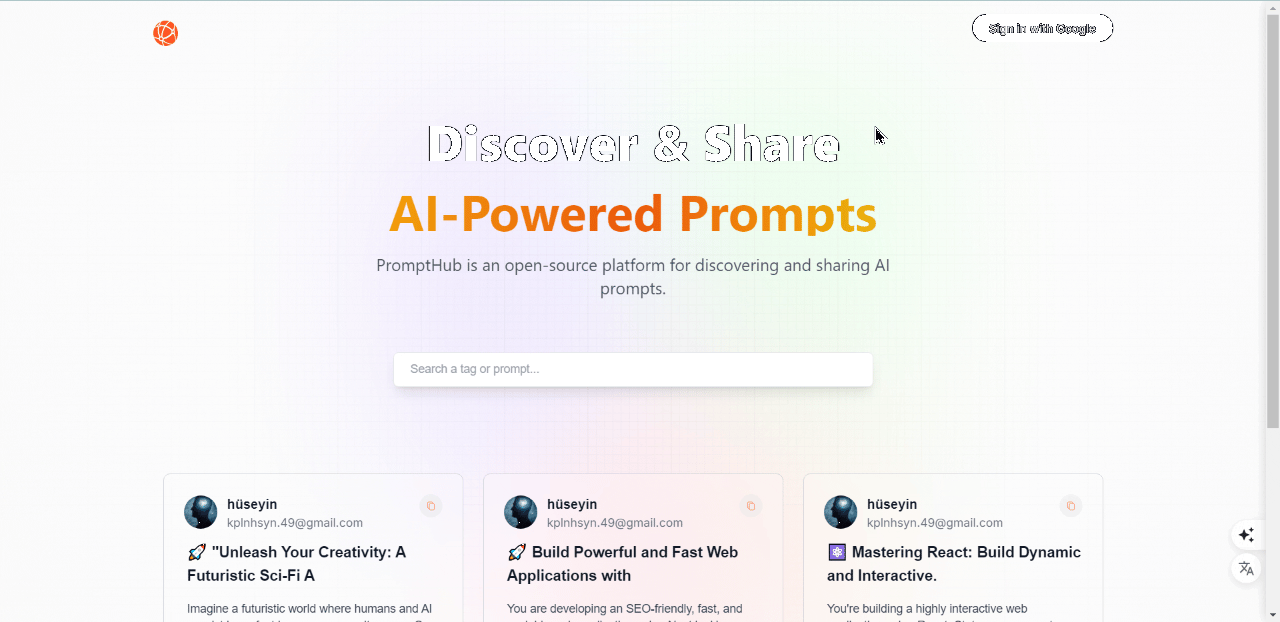 Sign in with Google
Discover & Share
AI-Powered Prompts
PromptHub is an open-source platform for discovering and sharing AI
prompts.
Search a tag or prompt...
hüseyin
kplnhsyn.49@gmail.com
🚀 "Unleash Your Creativity: A
Futuristic Sci-Fi A
Imagine a futuristic world where humans and AI
hüseyin
kplnhsyn.49@gmail.com
🚀 Build Powerful and Fast Web
Applications with
You are developing an SEO-friendly, fast, and
hüseyin
kplnhsyn.49@gmail.com
⚛️ Mastering React: Build Dynamic
and Interactive.
You're building a highly interactive web